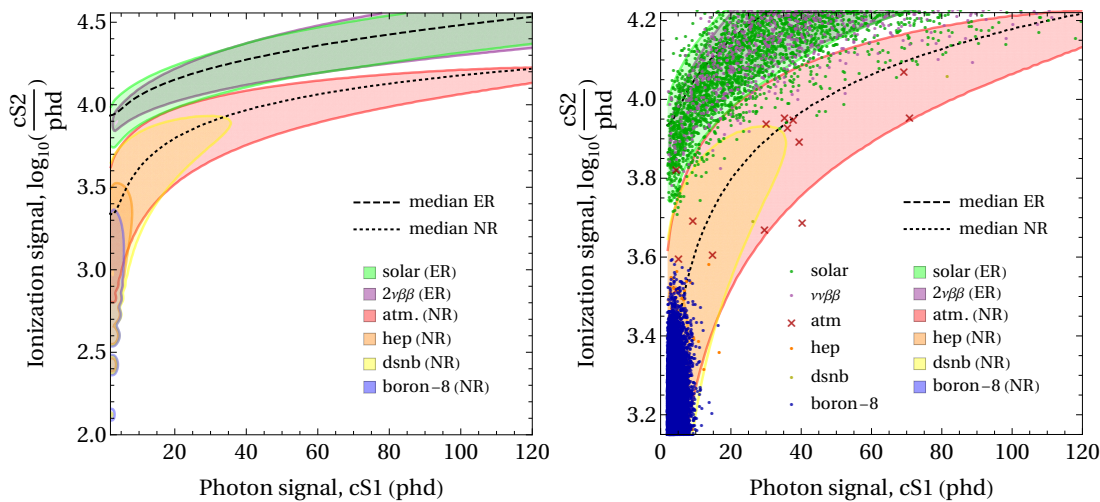 4.5
4.0
3.5
3.0
2.5
2.0
20
40
60
80
100
120
Ionization signal, log₁₀(cS2/phd)
Photon signal, cS1 (phd)
median ER
median NR
solar (ER)
2νββ (ER)
atm. (NR)
hep (NR)
dsnb (NR)
boron−8 (NR)
4.2
4.0
3.8
3.6
3.4
3.2
0
20
40
60
80
100
120
Ionization signal, log₁₀(cS2/phd)
Photon signal, cS1 (phd)
median ER
median NR
solar
ννββ
atm
hep
dsnb
boron−8
solar (ER)
2νββ (ER)
atm. (NR)
hep (NR)
dsnb (NR)
boron−8 (NR)